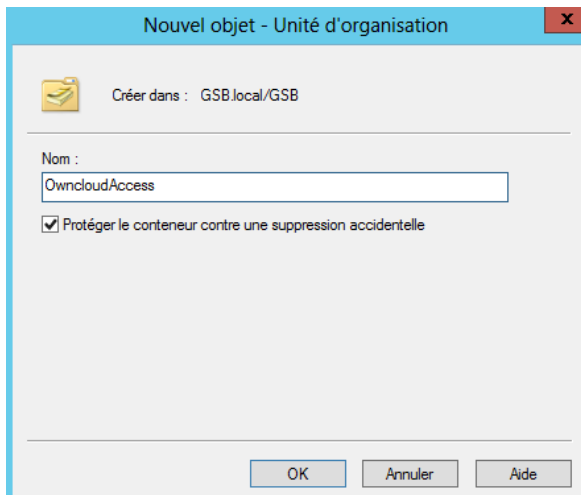 Nouvel objet - Unité d'organisation
x
Créer dans : GSB.local/GSB
Nom :
OwncloudAccess
Protéger le conteneur contre une suppression accidentelle
OK Annuler Aide